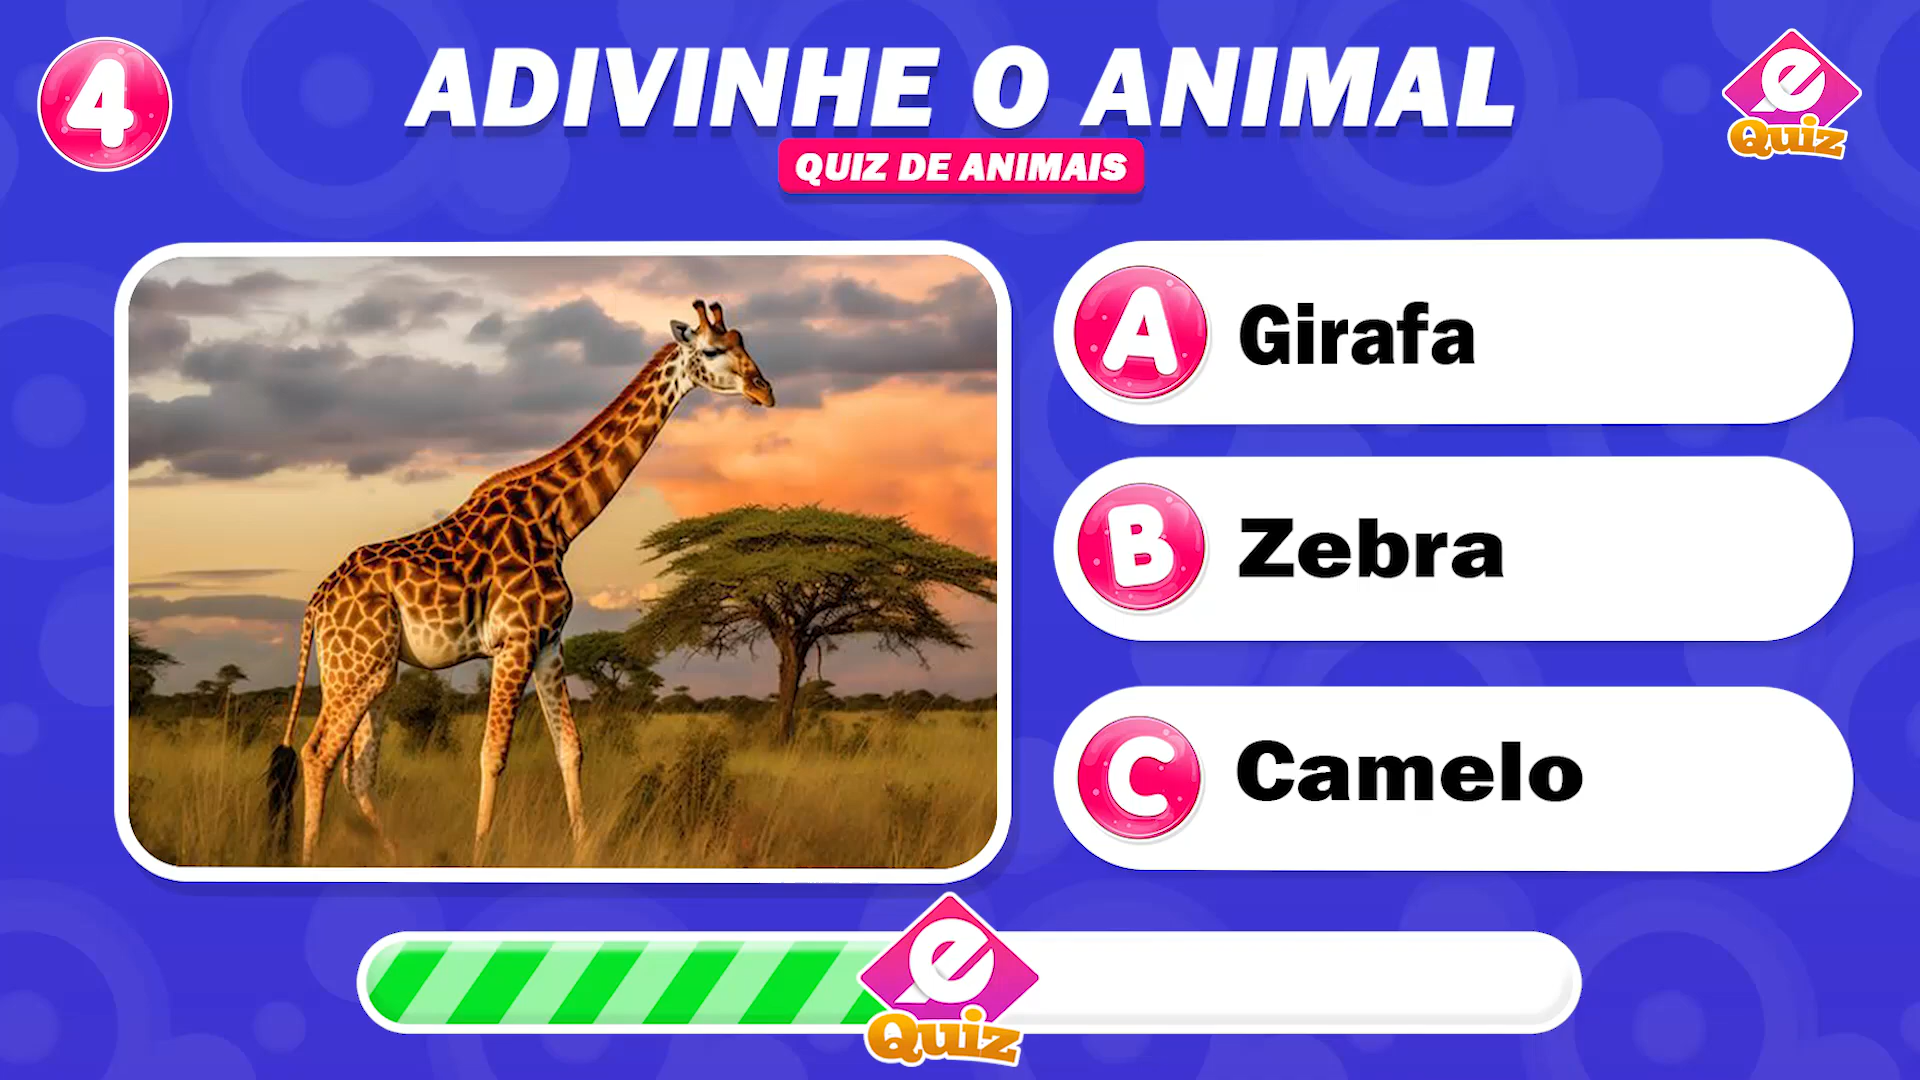 4
ADIVINHE O ANIMAL
QUIZ DE ANIMAIS
e
Quiz
A Girafa
B Zebra
C Camelo
e
Quiz